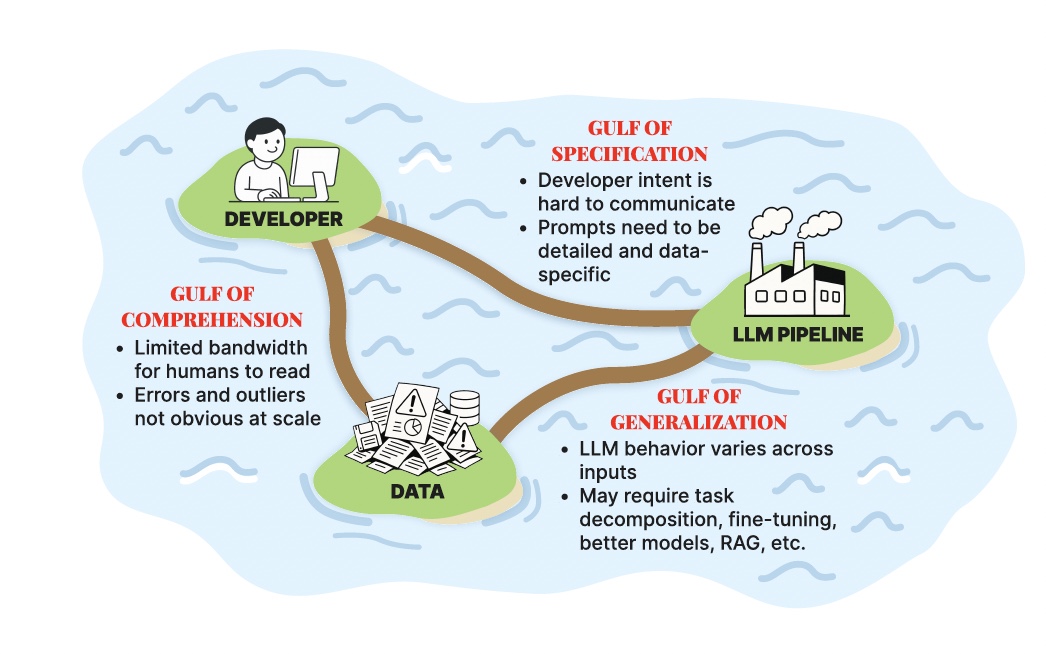 GULF OF
SPECIFICATION
• Developer intent is
hard to communicate
• Prompts need to be
detailed and data-
specific
DEVELOPER
GULF OF
COMPREHENSION
• Limited bandwidth
for humans to read
• Errors and outliers
not obvious at scale
LLM PIPELINE
GULF OF
GENERALIZATION
• LLM behavior varies across
inputs
• May require task
decomposition, fine-tuning,
better models, RAG, etc.
DATA